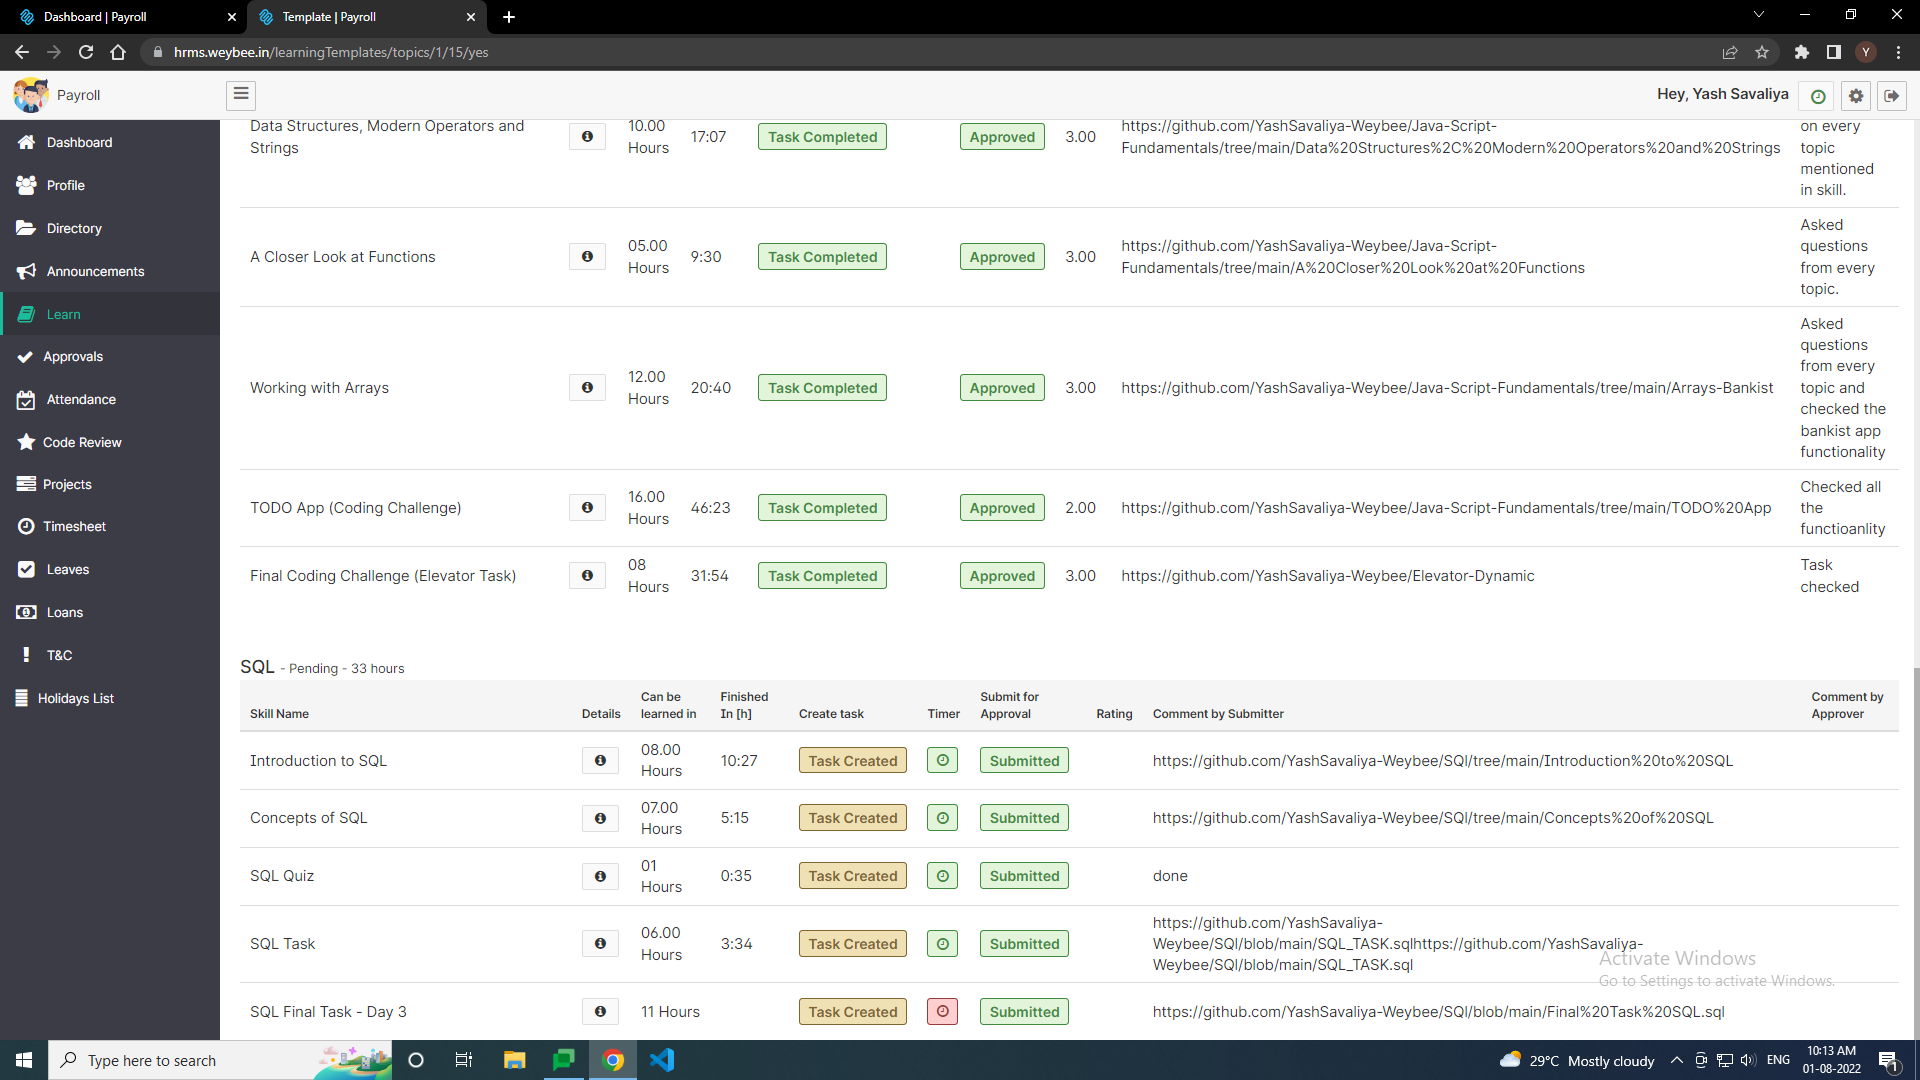 Dashboard | Payroll
Template | Payroll
hrms.weybee.in/learningTemplates/topics/1/15/yes
Y
Payroll
Hey, Yash Savaliya
Dashboard
Profile
Directory
Announcements
Learn
Approvals
Attendance
Code Review
Projects
Timesheet
Leaves
Loans
T&C
Holidays List
Data Structures, Modern Operators and
Strings
10.00
Hours
17:07
Task Completed
Approved
3.00
https://github.com/YashSavaliya-Weybee/Java-Script-
Fundamentals/tree/main/Data%20Structures%2C%20Modern%20Operators%20and%20Strings
on every
topic
mentioned
in skill.
A Closer Look at Functions
05.00
Hours
9:30
Task Completed
Approved
3.00
https://github.com/YashSavaliya-Weybee/Java-Script-
Fundamentals/tree/main/A%20Closer%20Look%20at%20Functions
Asked
questions
from every
topic.
Working with Arrays
12.00
Hours
20:40
Task Completed
Approved
3.00
https://github.com/YashSavaliya-Weybee/Java-Script-Fundamentals/tree/main/Arrays-Bankist
Asked
questions
from every
topic and
checked the
bankist app
functionality
TODO App (Coding Challenge)
16.00
Hours
46:23
Task Completed
Approved
2.00
https://github.com/YashSavaliya-Weybee/Java-Script-Fundamentals/tree/main/TODO%20App
Checked all
the
functioanlity
Final Coding Challenge (Elevator Task)
08
Hours
31:54
Task Completed
Approved
3.00
https://github.com/YashSavaliya-Weybee/Elevator-Dynamic
Task
checked
SQL - Pending - 33 hours
Skill Name
Details
Can be
learned in
Finished
In [h]
Create task
Timer
Submit for
Approval
Rating
Comment by Submitter
Comment by
Approver
Introduction to SQL
08.00
Hours
10:27
Task Created
Submitted
https://github.com/YashSavaliya-Weybee/SQl/tree/main/Introduction%20to%20SQL
Concepts of SQL
07.00
Hours
5:15
Task Created
Submitted
https://github.com/YashSavaliya-Weybee/SQl/tree/main/Concepts%20of%20SQL
SQL Quiz
01
Hours
0:35
Task Created
Submitted
done
SQL Task
06.00
Hours
3:34
Task Created
Submitted
https://github.com/YashSavaliya-
Weybee/SQl/blob/main/SQL_TASK.sqlhttps://github.com/YashSavaliya-
Weybee/SQl/blob/main/SQL_TASK.sql
SQL Final Task - Day 3
11 Hours
Task Created
Submitted
https://github.com/YashSavaliya-Weybee/SQl/blob/main/Final%20Task%20SQL.sql
Activate Windows
Go to Settings to activate Windows.
Type here to search
29°C Mostly cloudy
ENG
10:13 AM
01-08-2022
1